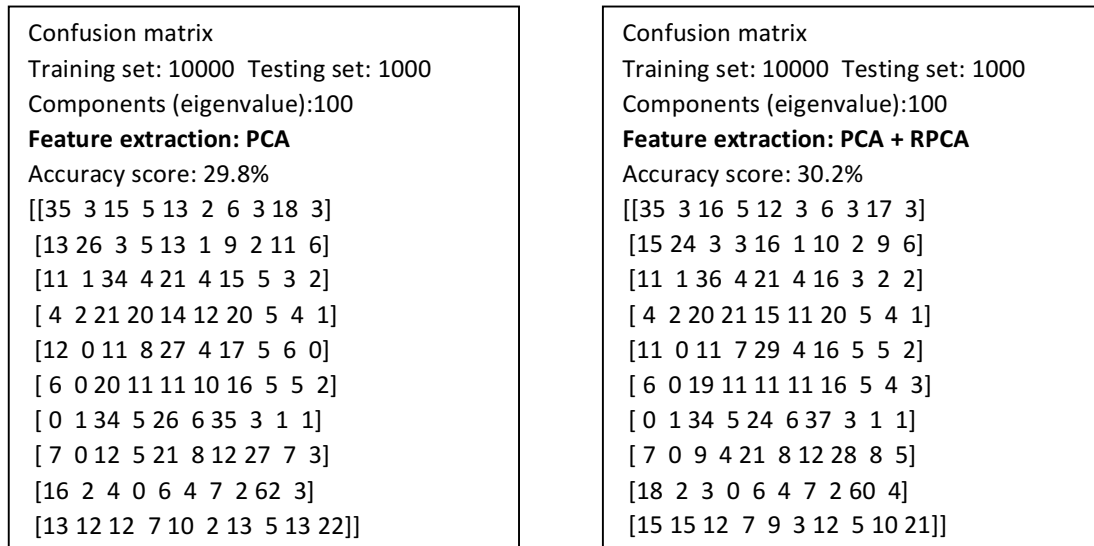 Confusion matrix
Training set: 10000 Testing set: 1000
Components (eigenvalue):100
Feature extraction: PCA
Accuracy score: 29.8%
[[35 3 15 5 13 2 6 3 18 3]
[13 26 3 5 13 1 9 2 11 6]
[11 1 34 4 21 4 15 5 3 2]
[ 4 2 21 20 14 12 20 5 4 1]
[12 0 11 8 27 4 17 5 6 0]
[ 6 0 20 11 11 10 16 5 5 2]
[ 0 1 34 5 26 6 35 3 1 1]
[ 7 0 12 5 21 8 12 27 7 3]
[16 2 4 0 6 4 7 2 62 3]
[13 12 12 7 10 2 13 5 13 22]]
Confusion matrix
Training set: 10000 Testing set: 1000
Components (eigenvalue):100
Feature extraction: PCA + RPCA
Accuracy score: 30.2%
[[35 3 16 5 12 3 6 3 17 3]
[15 24 3 3 16 1 10 2 9 6]
[11 1 36 4 21 4 16 3 2 2]
[ 4 2 20 21 15 11 20 5 4 1]
[11 0 11 7 29 4 16 5 5 2]
[ 6 0 19 11 11 11 16 5 4 3]
[ 0 1 34 5 24 6 37 3 1 1]
[ 7 0 9 4 21 8 12 28 8 5]
[18 2 3 0 6 4 7 2 60 4]
[15 15 12 7 9 3 12 5 10 21]]